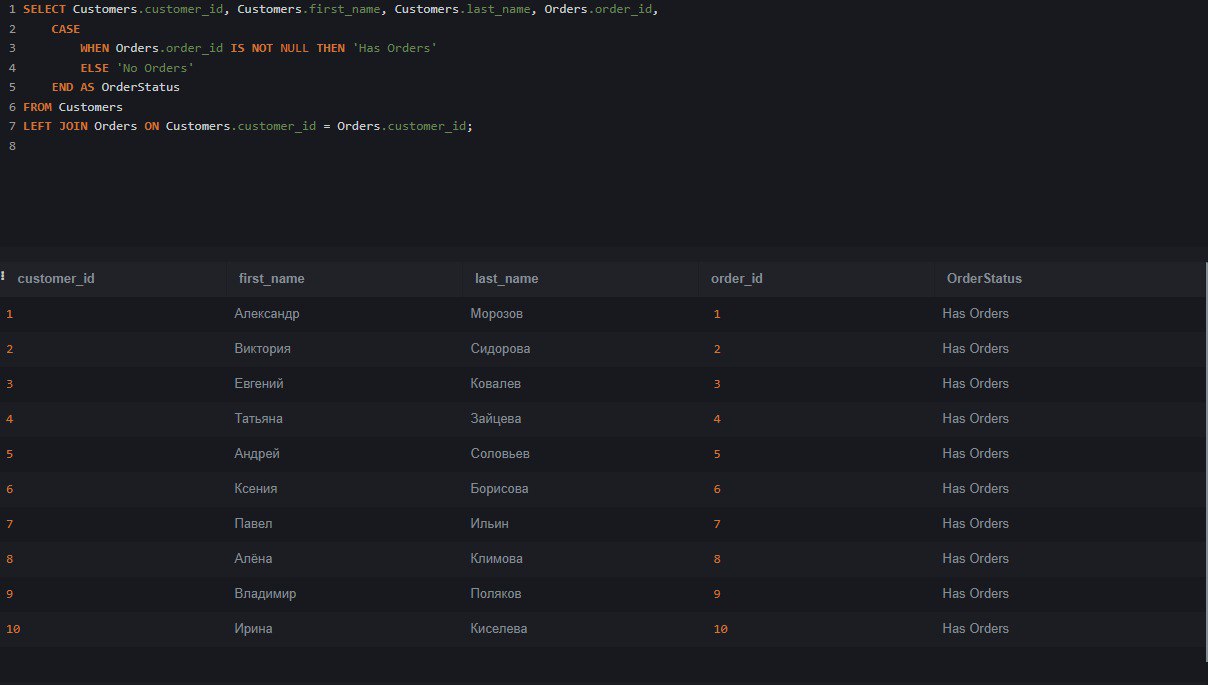 1 SELECT Customers.customer_id, Customers.first_name, Customers.last_name, Orders.order_id,
2     CASE
3         WHEN Orders.order_id IS NOT NULL THEN 'Has Orders'
4         ELSE 'No Orders'
5     END AS OrderStatus
6 FROM Customers
7 LEFT JOIN Orders ON Customers.customer_id = Orders.customer_id;
8
customer_id first_name last_name order_id OrderStatus
1 Александр Морозов 1 Has Orders
2 Виктория Сидорова 2 Has Orders
3 Евгений Ковалев 3 Has Orders
4 Татьяна Зайцева 4 Has Orders
5 Андрей Соловьев 5 Has Orders
6 Ксения Борисова 6 Has Orders
7 Павел Ильин 7 Has Orders
8 Алёна Климова 8 Has Orders
9 Владимир Поляков 9 Has Orders
10 Ирина Киселева 10 Has Orders